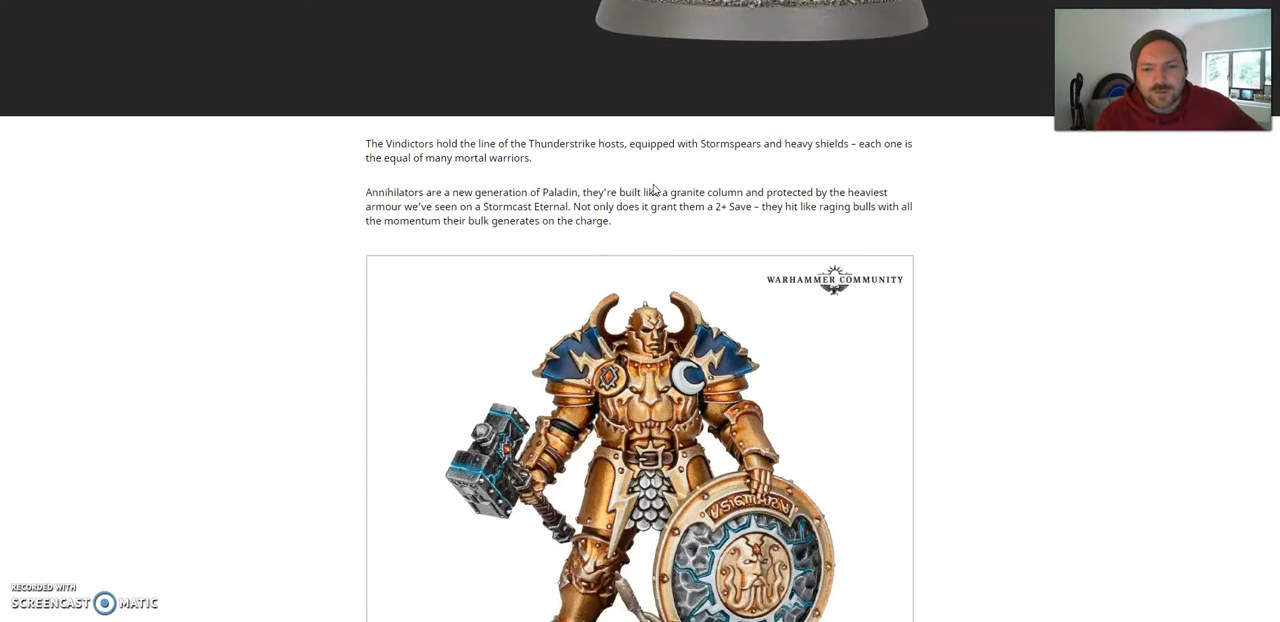 The Vindictors hold the line of the Thunderstrike hosts, equipped with Stormspears and heavy shields – each one is
the equal of many mortal warriors.
Annihilators are a new generation of Paladin, they're built like a granite column and protected by the heaviest
armour we've seen on a Stormcast Eternal. Not only does it grant them a 2+ Save – they hit like raging bulls with all
the momentum their bulk generates on the charge.
WARHAMMER COMMUNITY
SIGMAR
RECORDED WITH
SCREENCAST MATIC